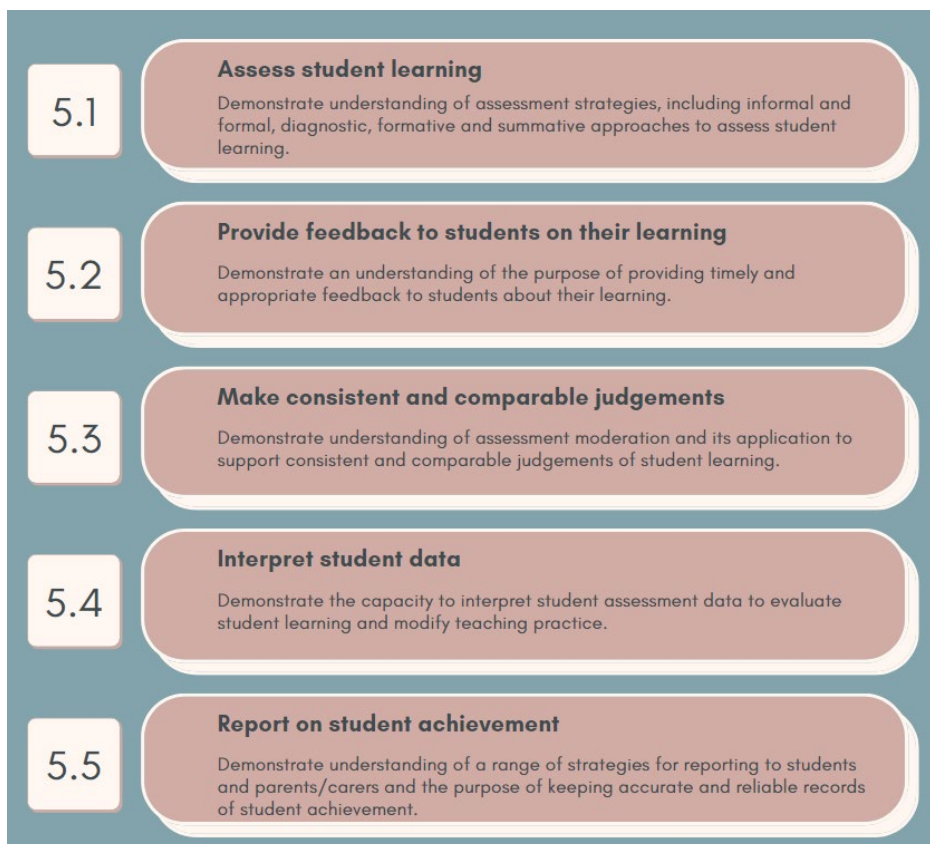 5.1
Assess student learning
Demonstrate understanding of assessment strategies, including informal and
formal, diagnostic, formative and summative approaches to assess student
learning.
5.2
Provide feedback to students on their learning
Demonstrate an understanding of the purpose of providing timely and
appropriate feedback to students about their learning.
5.3
Make consistent and comparable judgements
Demonstrate understanding of assessment moderation and its application to
support consistent and comparable judgements of student learning.
5.4
Interpret student data
Demonstrate the capacity to interpret student assessment data to evaluate
student learning and modify teaching practice.
5.5
Report on student achievement
Demonstrate understanding of a range of strategies for reporting to students
and parents/carers and the purpose of keeping accurate and reliable records
of student achievement.